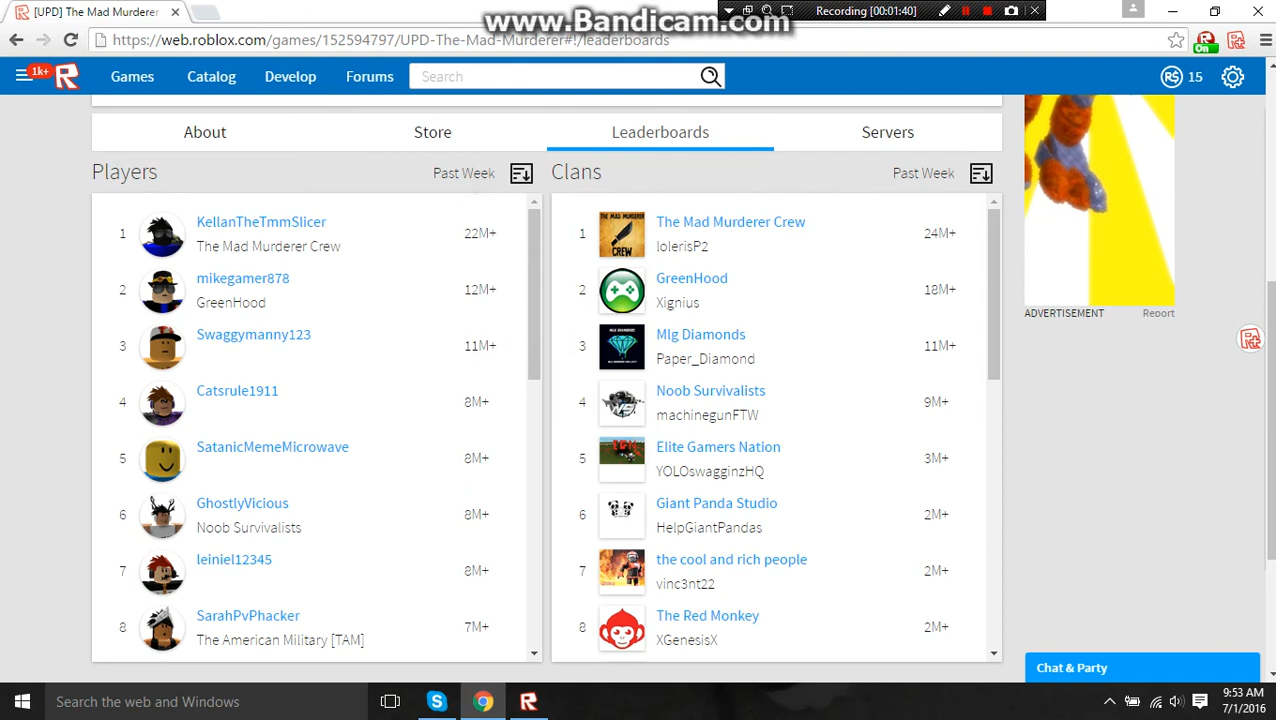 [UPD] The Mad Murderer
www.Bandicam.com
Recording [00:01:40]
https://web.roblox.com/games/152594797/UPD-The-Mad-Murderer#!/leaderboards
On
1k+
Games
Catalog
Develop
Forums
Search
R$ 15
About
Store
Leaderboards
Servers
Players
Past Week
1
KellanTheTmmSlicer
The Mad Murderer Crew
22M+
2
mikegamer878
GreenHood
12M+
3
Swaggymanny123
11M+
4
Catsrule1911
8M+
5
SatanicMemeMicrowave
8M+
6
GhostlyVicious
Noob Survivalists
8M+
7
leiniel12345
8M+
8
SarahPvPhacker
The American Military [TAM]
7M+
Clans
Past Week
1
THE MAD MURDERER
CREW
The Mad Murderer Crew
lolerisP2
24M+
2
GreenHood
Xignius
18M+
3
MLG DIAMONDS
Mlg Diamonds
Paper_Diamond
11M+
4
Noob Survivalists
machinegunFTW
9M+
5
Elite Gamers Nation
YOLOswagginzHQ
3M+
6
Giant Panda Studio
HelpGiantPandas
2M+
7
the cool and rich people
vinc3nt22
2M+
8
The Red Monkey
XGenesisX
2M+
ADVERTISEMENT
Report
Chat & Party
Search the web and Windows
9:53 AM
7/1/2016